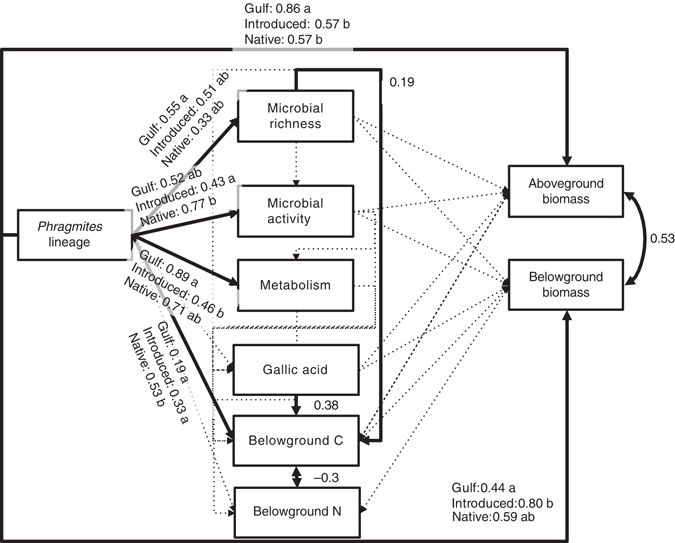 Gulf: 0.86 a
Introduced: 0.57 b
Native: 0.57 b
0.19
Gulf: 0.55 a
Introduced: 0.51 ab
Native: 0.33 ab
Microbial
richness
Gulf: 0.52 ab
Introduced: 0.43 a
Native: 0.77 b
Microbial
activity
Aboveground
biomass
Phragmites
lineage
0.53
Gulf: 0.89 a
Introduced: 0.46 b
Native: 0.71 ab
Metabolism
Belowground
biomass
Gulf: 0.19 a
Introduced: 0.33 a
Native: 0.53 b
Gallic acid
0.38
Belowground C
−0.3
Belowground N
Gulf:0.44 a
Introduced:0.80 b
Native:0.59 ab